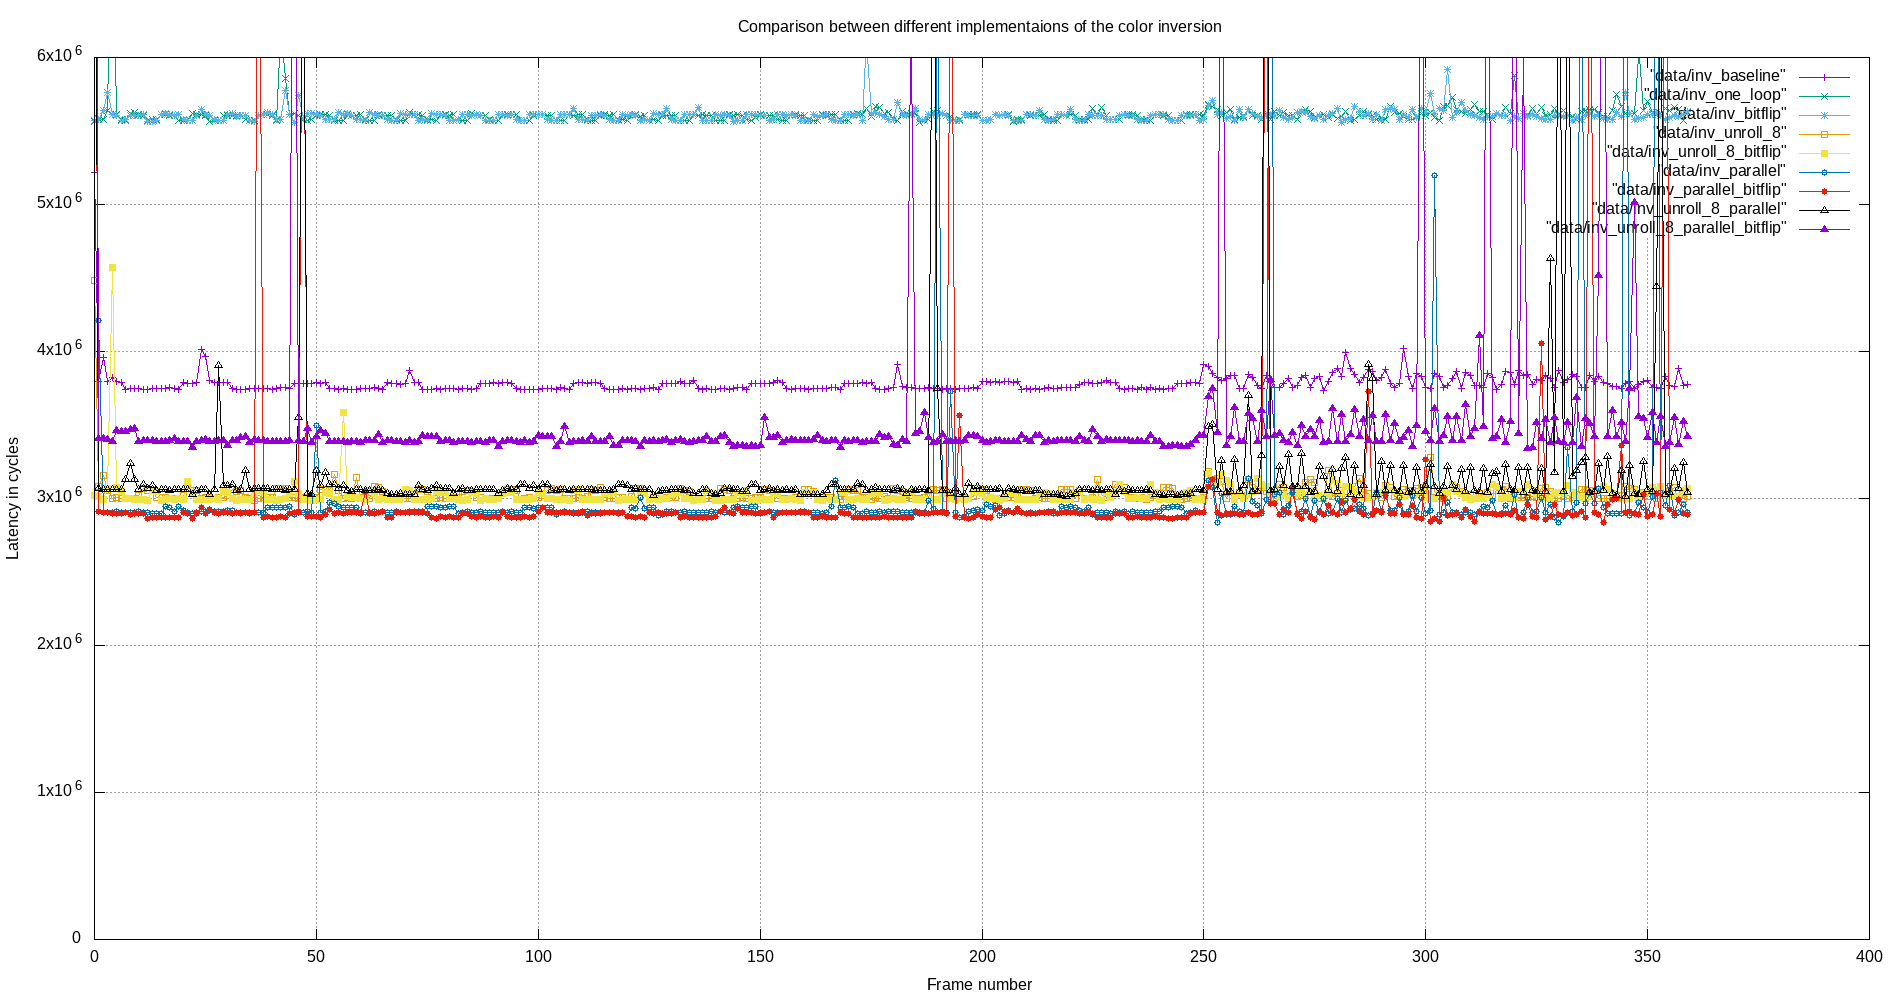 Comparison between different implementaions of the color inversion
6x10 6
5x10 6
4x10 6
3x10 6
2x10 6
1x10 6
0
Latency in cycles
"data/inv_baseline"
"data/inv_one_loop"
"data/inv_bitflip"
"data/inv_unroll_8"
"data/inv_unroll_8_bitflip"
"data/inv_parallel"
"data/inv_parallel_bitflip"
"data/inv_unroll_8_parallel"
"data/inv_unroll_8_parallel_bitflip"
0 50 100 150 200 250 300 350 400
Frame number